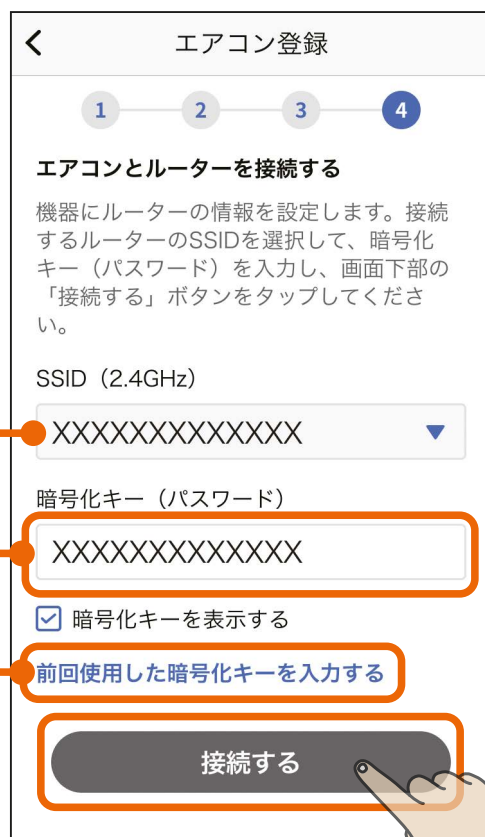 エアコン登録
1 2 3 4
エアコンとルーターを接続する
機器にルーターの情報を設定します。接続
するルーターのSSIDを選択して、暗号化
キー（パスワード）を入力し、画面下部の
「接続する」ボタンをタップしてくださ
い。
SSID（2.4GHz）
XXXXXXXXXXXXX
暗号化キー（パスワード）
XXXXXXXXXXXXX
暗号化キーを表示する
前回使用した暗号化キーを入力する
接続する